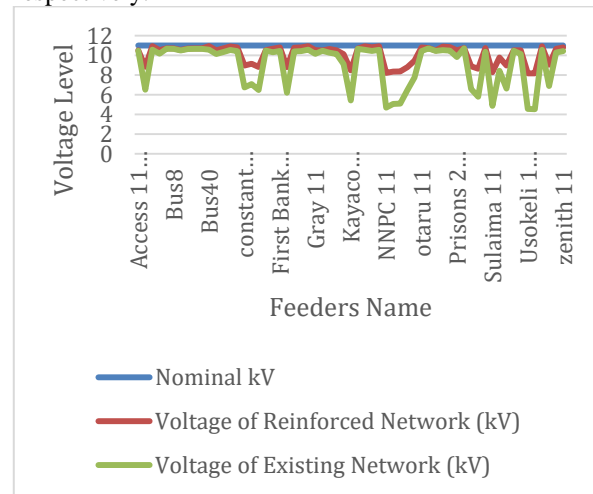 respectively.
12
10
8
6
4
2
0
Voltage Level
Access 11…
Bus8
Bus40
constant…
First Bank…
Gray 11
Kayaco…
NNPC 11
otaru 11
Prisons 2…
Sulaima 11
Usokeli 1…
zenith 11
Feeders Name
Nominal kV
Voltage of Reinforced Network (kV)
Voltage of Existing Network (kV)